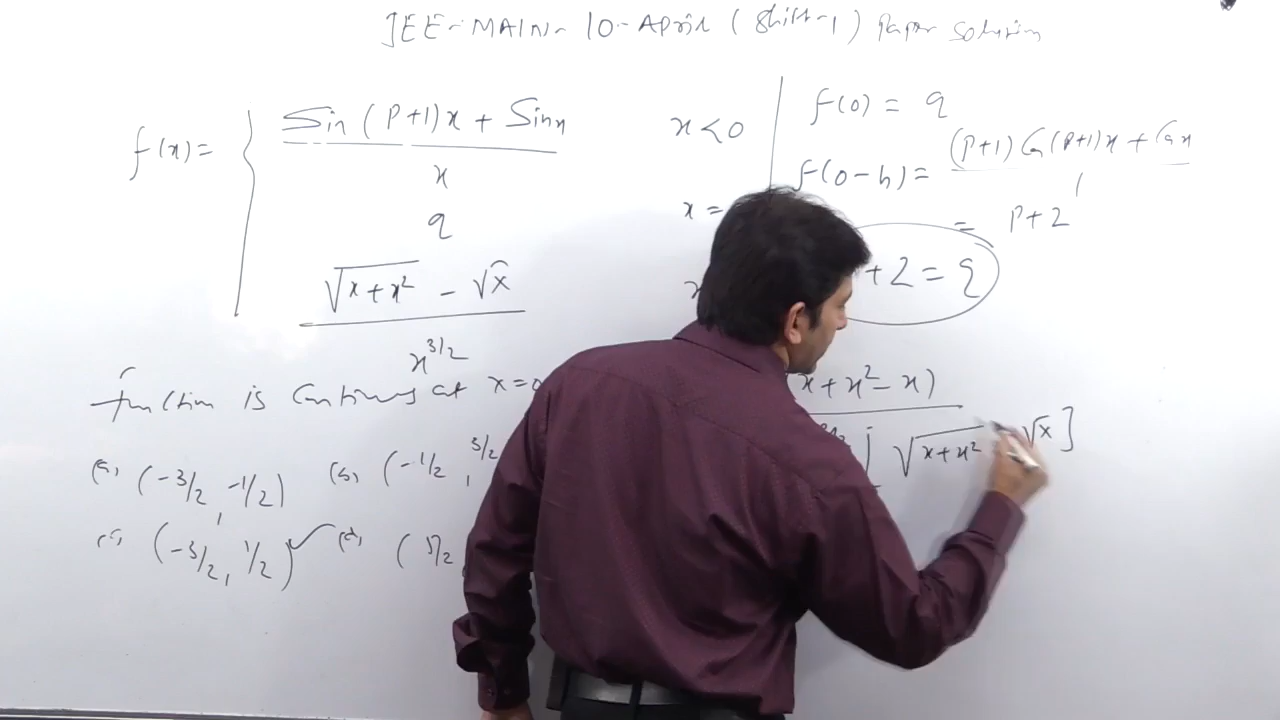 JEE-MAIN-10-April (Shift-1) Paper Solution
f(x)= { Sin(P+1)x + Sinx / x x<0
q x=
√x+x² - √x / x^3/2
function is Continuous at x=0
(a) (-3/2, -1/2) (b) (-1/2, 3/2
(c) (-3/2, 1/2) ✓ (d) (
f(0) = q
f(0-h) = (P+1)Cos(P+1)x + Cosx / 1
= P+2
+2 = q
x+x²-x)
[ √x+x² √x ]